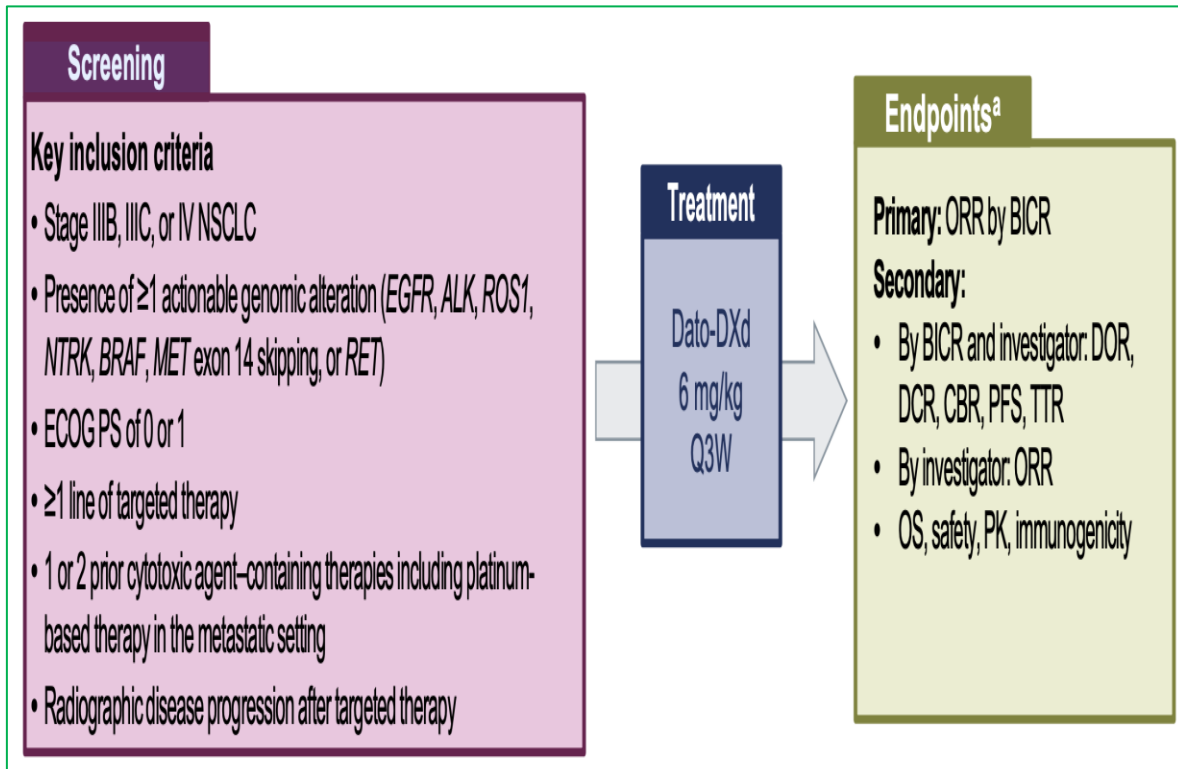 Screening
Key inclusion criteria
• Stage IIIB, IIIC, or IV NSCLC
• Presence of ≥1 actionable genomic alteration (EGFR, ALK, ROS1,
NTRK, BRAF, MET exon 14 skipping, or RET)
• ECOG PS of 0 or 1
• ≥1 line of targeted therapy
• 1 or 2 prior cytotoxic agent–containing therapies including platinum-
based therapy in the metastatic setting
• Radiographic disease progression after targeted therapy
Treatment
Dato-DXd
6 mg/kg
Q3W
Endpointsᵃ
Primary: ORR by BICR
Secondary:
• By BICR and investigator: DOR,
DCR, CBR, PFS, TTR
• By investigator: ORR
• OS, safety, PK, immunogenicity